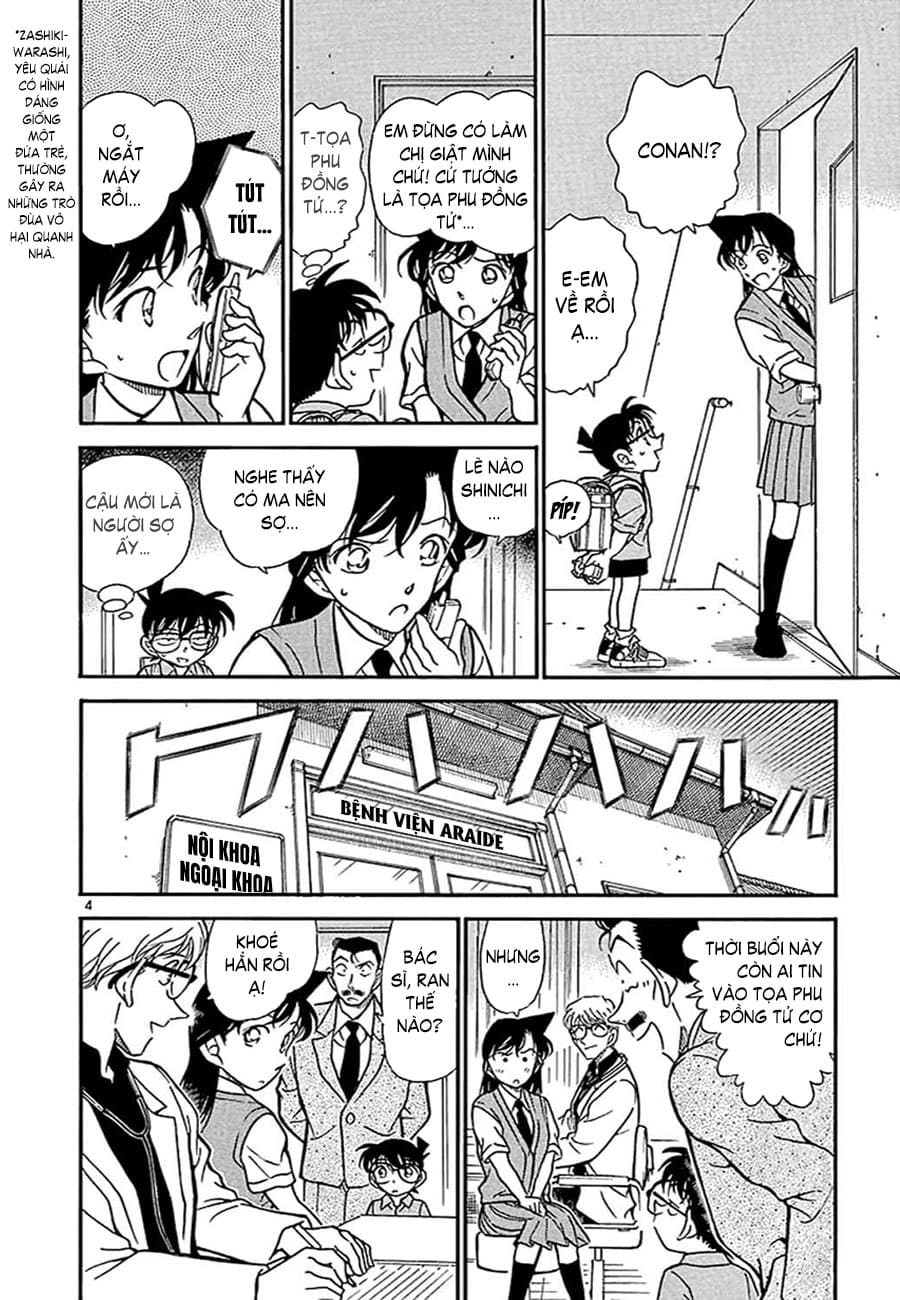 CONAN!?
E-EM
VỀ RỒI
Ạ...
PÍP!
EM ĐỪNG CÓ LÀM
CHỊ GIẬT MÌNH
CHỨ! CỨ TƯỞNG
LÀ TỌA PHU ĐỒNG
TỬ*...
T-TỌA
PHU
ĐỒNG
TỬ...?
TÚT
TÚT...
Ơ,
NGẮT
MÁY
RỒI...
*ZASHIKI-
WARASHI,
YÊU QUÁI
CÓ HÌNH
DÁNG
GIỐNG
MỘT
ĐỨA TRẺ,
THƯỜNG
GÂY RA
NHỮNG TRÒ
ĐÙA VÔ
HẠI QUANH
NHÀ.
LẼ NÀO
SHINICHI
...
NGHE THẤY
CÓ MA NÊN
SỢ...
CẬU MỚI LÀ
NGƯỜI SỢ
ẤY...
ワハハハハ
BỆNH VIỆN ARAIDE
NỘI KHOA
NGOẠI KHOA
4
THỜI BUỔI NÀY
CÒN AI TIN
VÀO TỌA PHU
ĐỒNG TỬ CƠ
CHỨ!
NHƯNG
...
BÁC
SĨ, RAN
THẾ
NÀO?
KHOẺ
HẲN RỒI
Ạ!